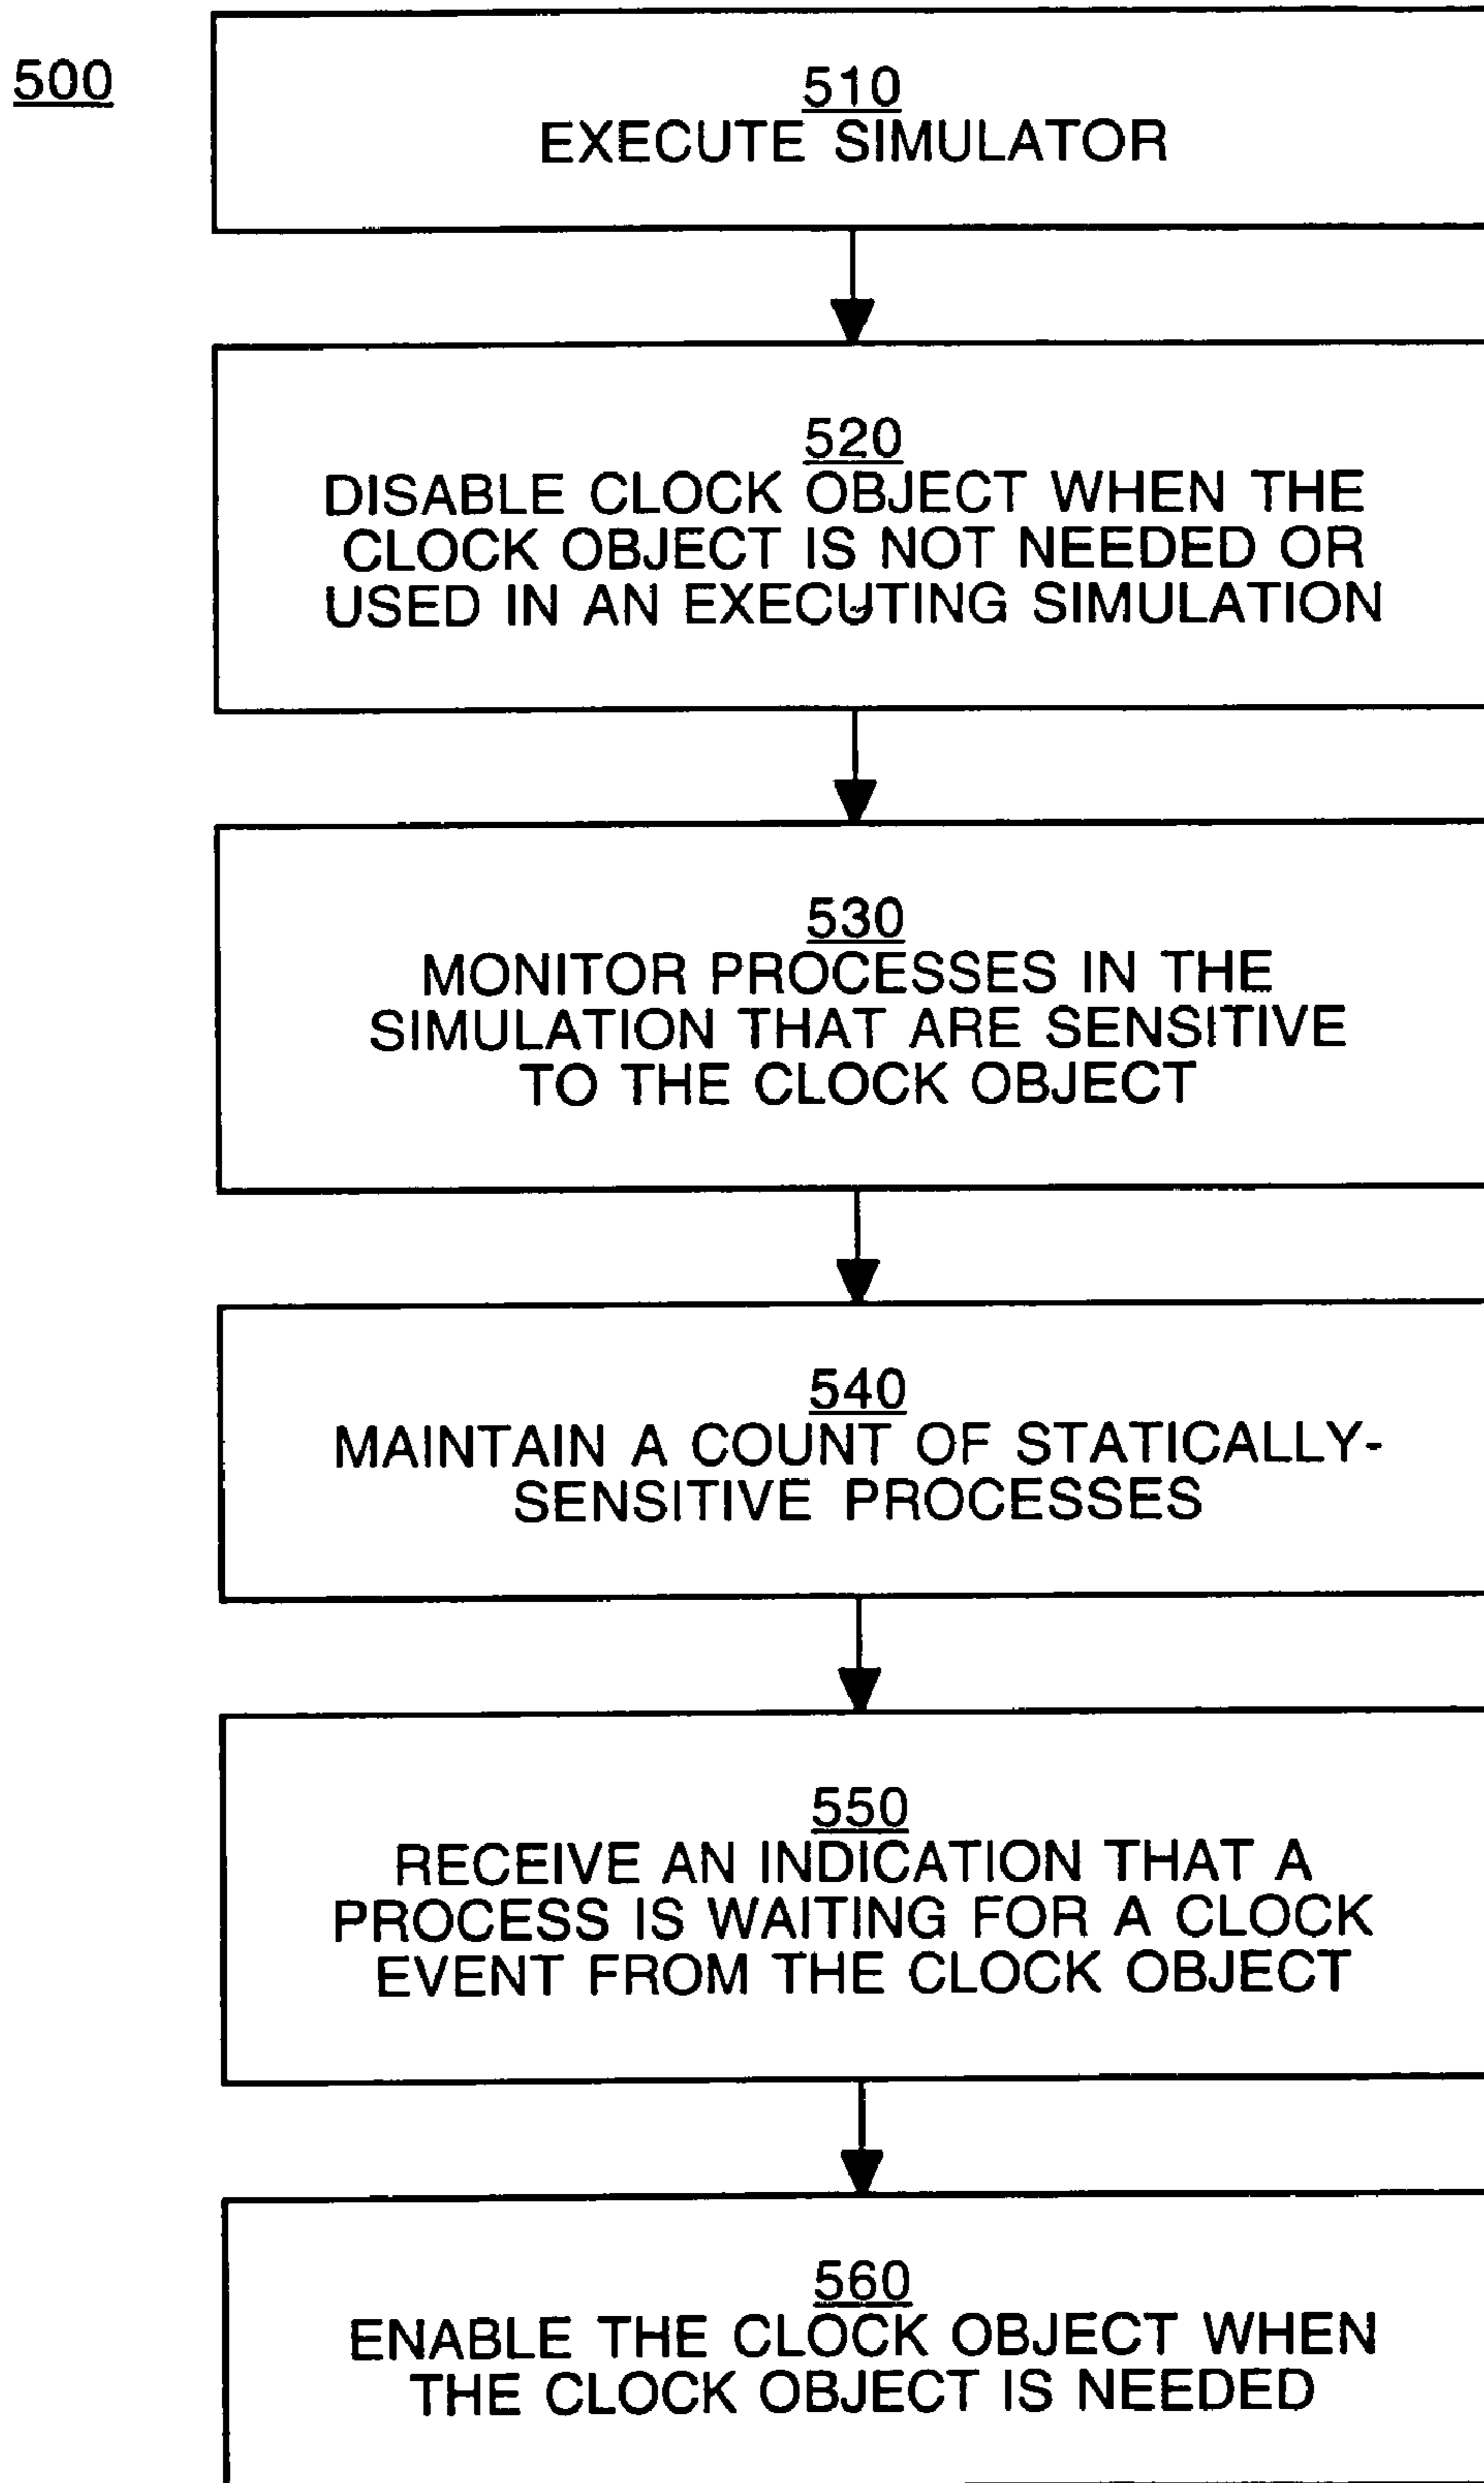 500
510
EXECUTE SIMULATOR
520
DISABLE CLOCK OBJECT WHEN THE
CLOCK OBJECT IS NOT NEEDED OR
USED IN AN EXECUTING SIMULATION
530
MONITOR PROCESSES IN THE
SIMULATION THAT ARE SENSITIVE
TO THE CLOCK OBJECT
540
MAINTAIN A COUNT OF STATICALLY-
SENSITIVE PROCESSES
550
RECEIVE AN INDICATION THAT A
PROCESS IS WAITING FOR A CLOCK
EVENT FROM THE CLOCK OBJECT
560
ENABLE THE CLOCK OBJECT WHEN
THE CLOCK OBJECT IS NEEDED